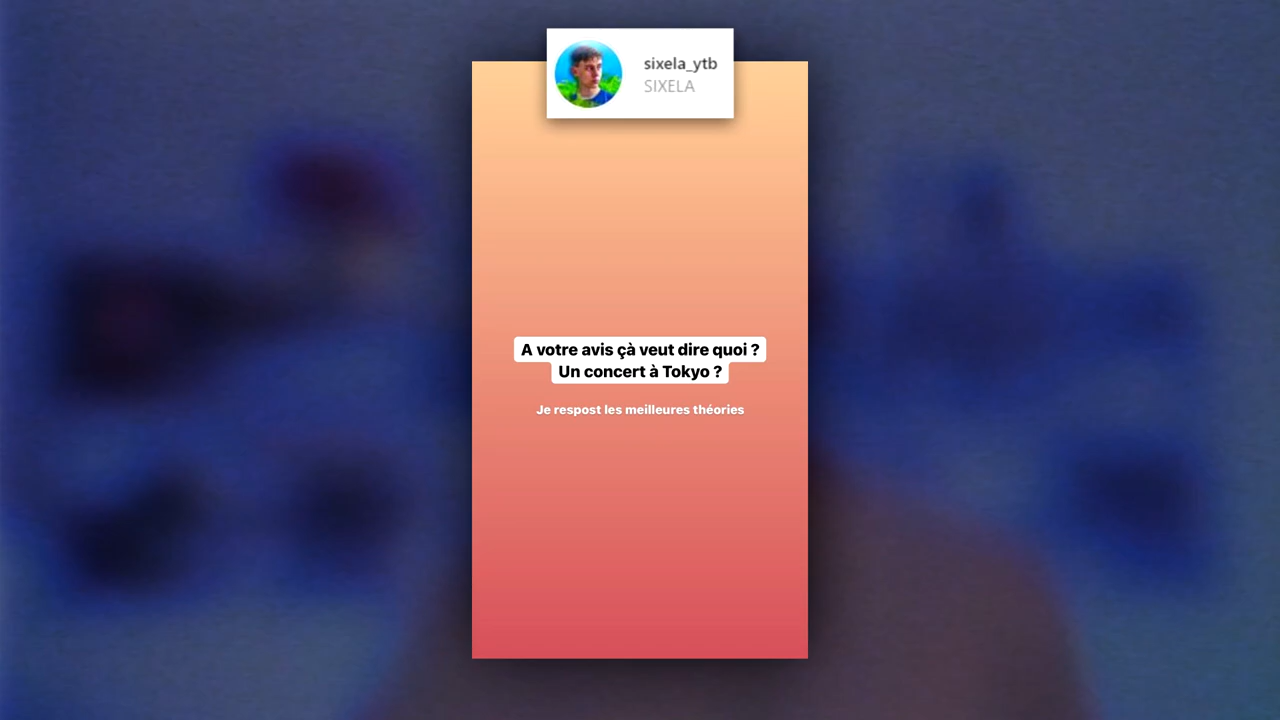 sixela_ytb
SIXELA
A votre avis çà veut dire quoi ?
Un concert à Tokyo ?
Je respost les meilleures théories